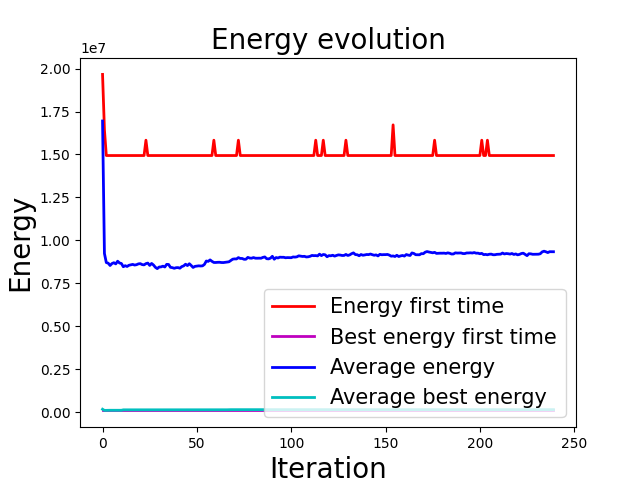 Energy evolution
1e7
2.00
1.75
1.50
1.25
1.00
0.75
0.50
0.25
0.00
Energy
Energy first time
Best energy first time
Average energy
Average best energy
0 50 100 150 200 250
Iteration